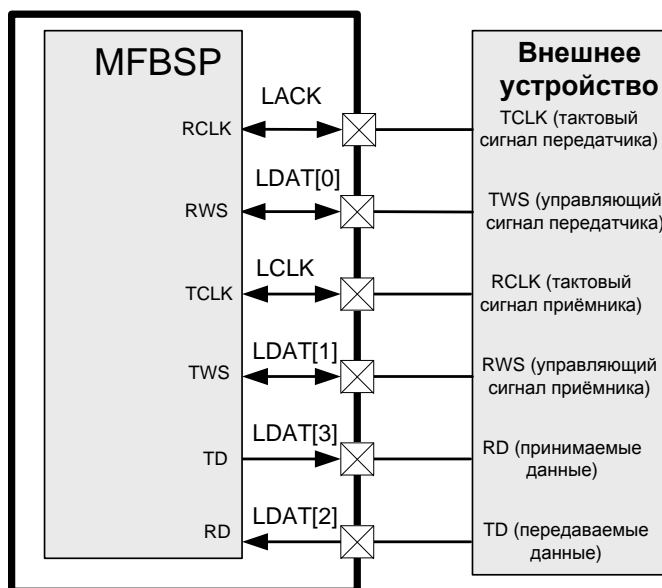 MFBSP
Внешнее
устройство
LACK
RCLK
TCLK (тактовый
сигнал передатчика)
LDAT[0]
RWS
TWS (управляющий
сигнал передатчика)
LCLK
TCLK
RCLK (тактовый
сигнал приёмника)
LDAT[1]
TWS
RWS (управляющий
сигнал приёмника)
LDAT[3]
TD
RD (принимаемые
данные)
LDAT[2]
RD
TD (передаваемые
данные)